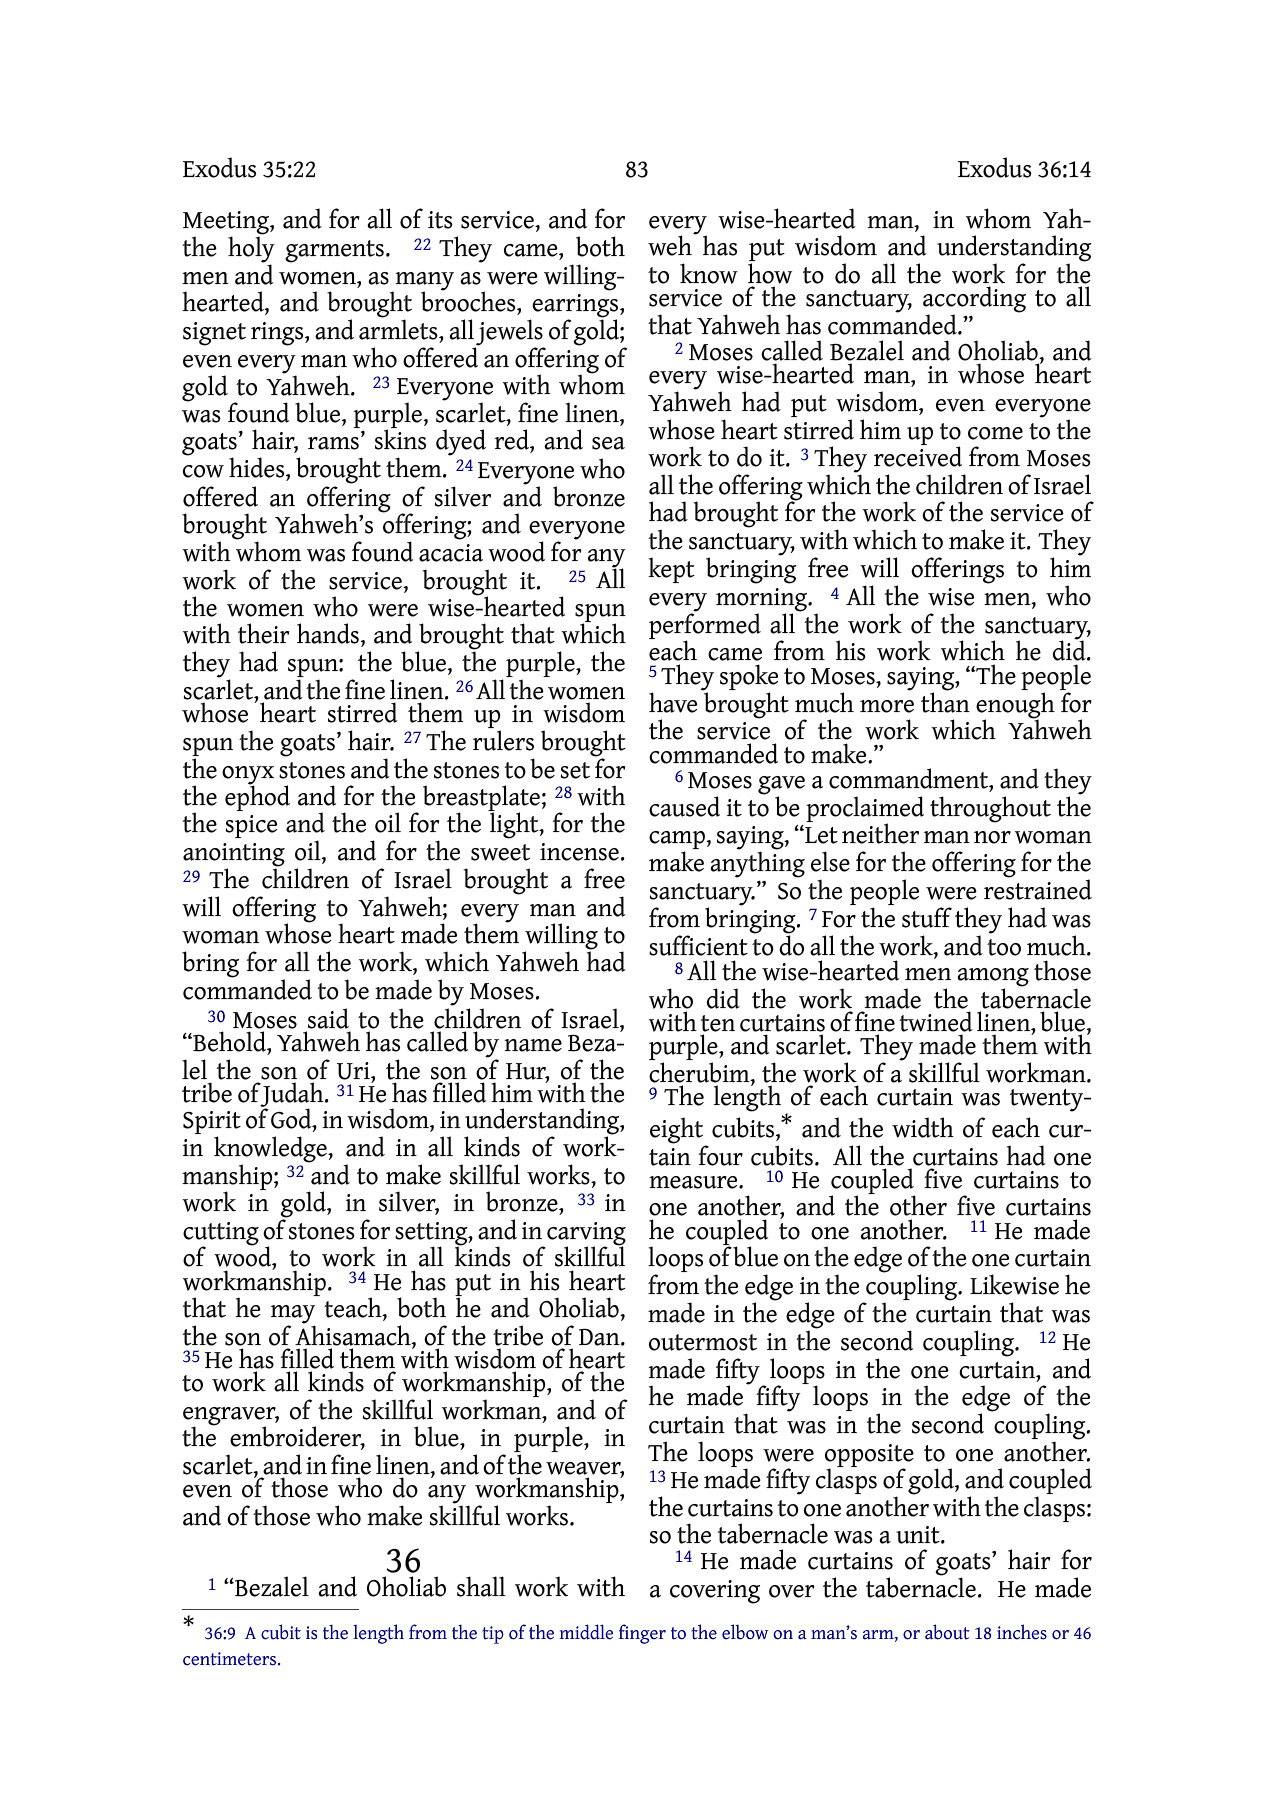 Exodus 35:22 83 Exodus 36:14
Meeting, and for all of its service, and for
the holy garments. 22 They came, both
men and women, as many as were willing-
hearted, and brought brooches, earrings,
signet rings, and armlets, all jewels of gold;
even every man who offered an offering of
gold to Yahweh. 23 Everyone with whom
was found blue, purple, scarlet, fine linen,
goats’ hair, rams’ skins dyed red, and sea
cow hides, brought them. 24 Everyone who
offered an offering of silver and bronze
brought Yahweh’s offering; and everyone
with whom was found acacia wood for any
work of the service, brought it. 25 All
the women who were wise-hearted spun
with their hands, and brought that which
they had spun: the blue, the purple, the
scarlet, and the fine linen. 26 All the women
whose heart stirred them up in wisdom
spun the goats’ hair. 27 The rulers brought
the onyx stones and the stones to be set for
the ephod and for the breastplate; 28 with
the spice and the oil for the light, for the
anointing oil, and for the sweet incense.
29 The children of Israel brought a free
will offering to Yahweh; every man and
woman whose heart made them willing to
bring for all the work, which Yahweh had
commanded to be made by Moses.
30 Moses said to the children of Israel,
“Behold, Yahweh has called by name Beza-
lel the son of Uri, the son of Hur, of the
tribe of Judah. 31 He has filled him with the
Spirit of God, in wisdom, in understanding,
in knowledge, and in all kinds of work-
manship; 32 and to make skillful works, to
work in gold, in silver, in bronze, 33 in
cutting of stones for setting, and in carving
of wood, to work in all kinds of skillful
workmanship. 34 He has put in his heart
that he may teach, both he and Oholiab,
the son of Ahisamach, of the tribe of Dan.
35 He has filled them with wisdom of heart
to work all kinds of workmanship, of the
engraver, of the skillful workman, and of
the embroiderer, in blue, in purple, in
scarlet, and in fine linen, and of the weaver,
even of those who do any workmanship,
and of those who make skillful works.
36
1 “Bezalel and Oholiab shall work with
every wise-hearted man, in whom Yah-
weh has put wisdom and understanding
to know how to do all the work for the
service of the sanctuary, according to all
that Yahweh has commanded.”
2 Moses called Bezalel and Oholiab, and
every wise-hearted man, in whose heart
Yahweh had put wisdom, even everyone
whose heart stirred him up to come to the
work to do it. 3 They received from Moses
all the offering which the children of Israel
had brought for the work of the service of
the sanctuary, with which to make it. They
kept bringing free will offerings to him
every morning. 4 All the wise men, who
performed all the work of the sanctuary,
each came from his work which he did.
5 They spoke to Moses, saying, “The people
have brought much more than enough for
the service of the work which Yahweh
commanded to make.”
6 Moses gave a commandment, and they
caused it to be proclaimed throughout the
camp, saying, “Let neither man nor woman
make anything else for the offering for the
sanctuary.” So the people were restrained
from bringing. 7 For the stuff they had was
sufficient to do all the work, and too much.
8 All the wise-hearted men among those
who did the work made the tabernacle
with ten curtains of fine twined linen, blue,
purple, and scarlet. They made them with
cherubim, the work of a skillful workman.
9 The length of each curtain was twenty-
eight cubits,* and the width of each cur-
tain four cubits. All the curtains had one
measure. 10 He coupled five curtains to
one another, and the other five curtains
he coupled to one another. 11 He made
loops of blue on the edge of the one curtain
from the edge in the coupling. Likewise he
made in the edge of the curtain that was
outermost in the second coupling. 12 He
made fifty loops in the one curtain, and
he made fifty loops in the edge of the
curtain that was in the second coupling.
The loops were opposite to one another.
13 He made fifty clasps of gold, and coupled
the curtains to one another with the clasps:
so the tabernacle was a unit.
14 He made curtains of goats’ hair for
a covering over the tabernacle. He made
* 36:9 A cubit is the length from the tip of the middle finger to the elbow on a man’s arm, or about 18 inches or 46
centimeters.